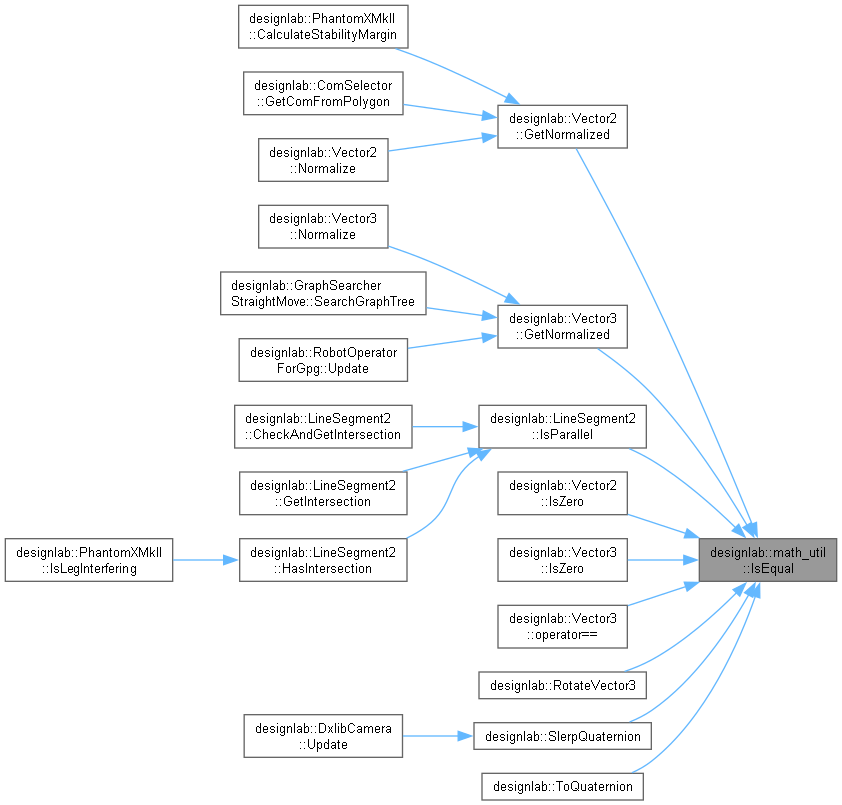 designlab::PhantomXMkII
::CalculateStabilityMargin
designlab::ComSelector
::GetComFromPolygon
designlab::Vector2
::GetNormalized
designlab::Vector2
::Normalize
designlab::Vector3
::Normalize
designlab::GraphSearcher
StraightMove::SearchGraphTree
designlab::Vector3
::GetNormalized
designlab::RobotOperator
ForGpg::Update
designlab::LineSegment2
::CheckAndGetIntersection
designlab::LineSegment2
::IsParallel
designlab::LineSegment2
::GetIntersection
designlab::Vector2
::IsZero
designlab::PhantomXMkII
::IsLegInterfering
designlab::LineSegment2
::HasIntersection
designlab::Vector3
::IsZero
designlab::math_util
::IsEqual
designlab::Vector3
::operator==
designlab::RotateVector3
designlab::DxlibCamera
::Update
designlab::SlerpQuaternion
designlab::ToQuaternion